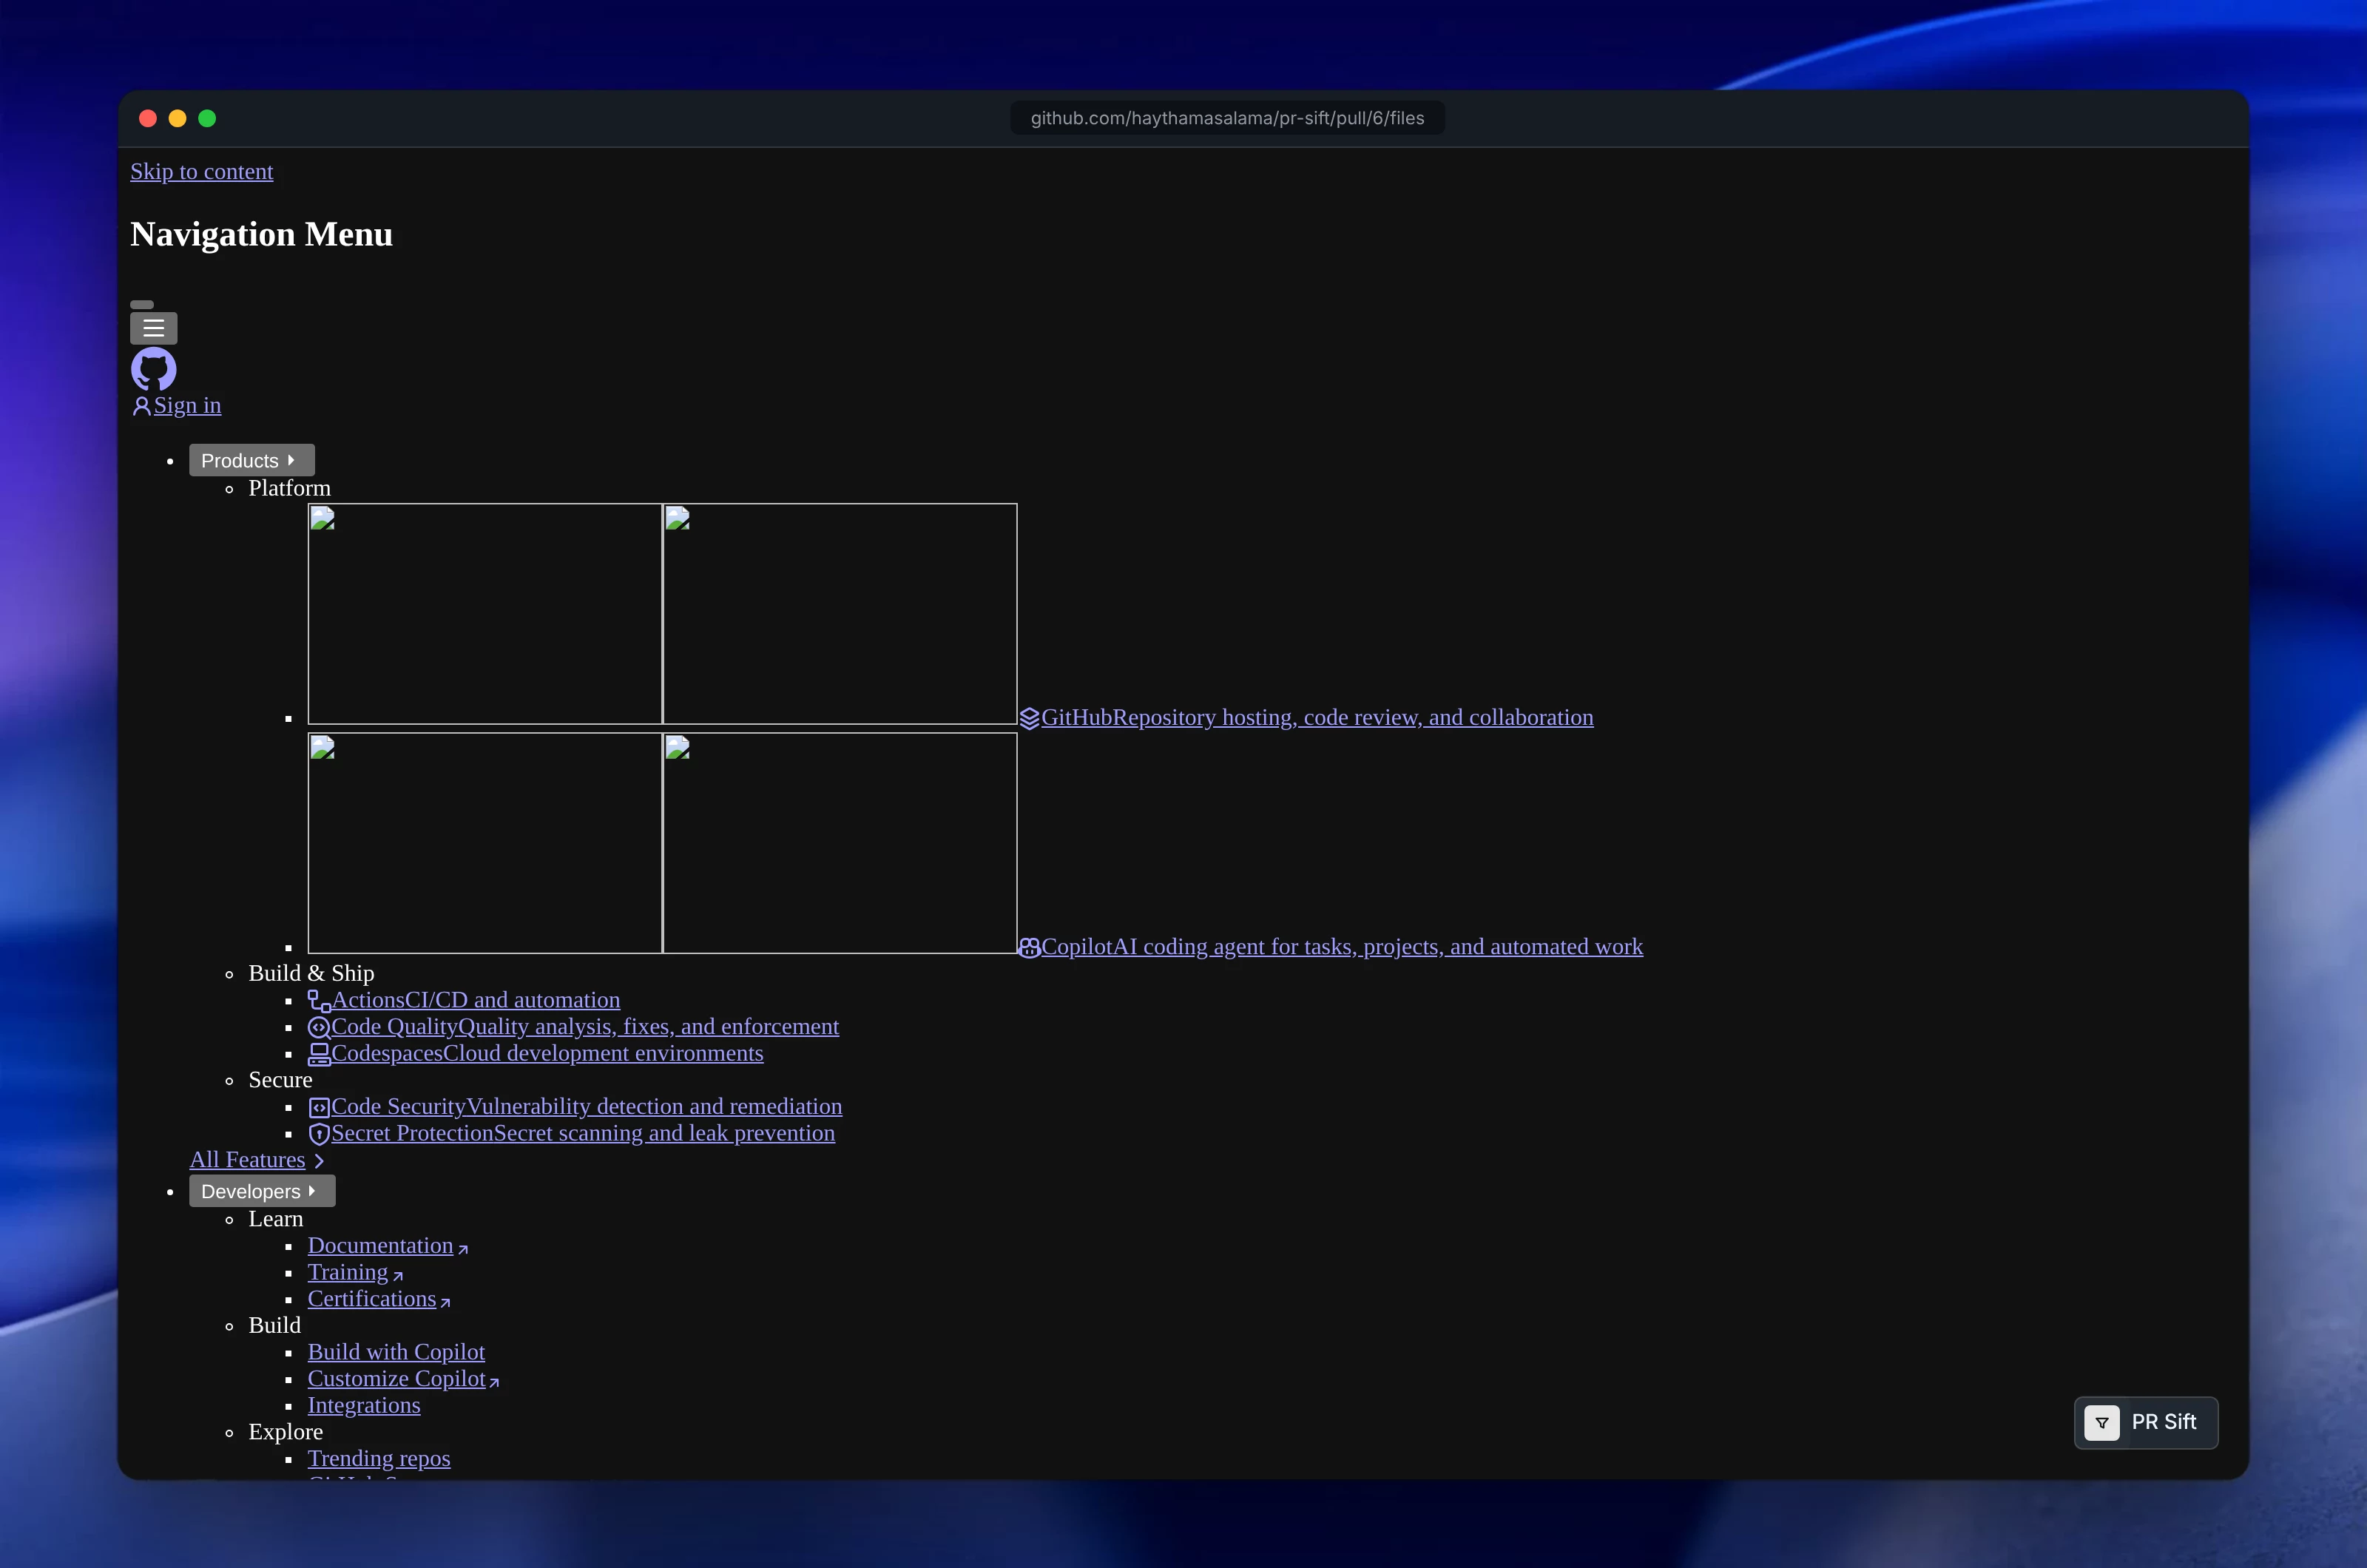 github.com/haythamasalama/pr-sift/pull/6/files
Skip to content
Navigation Menu
Sign in
Products
Platform
GitHubRepository hosting, code review, and collaboration
CopilotAI coding agent for tasks, projects, and automated work
Build & Ship
ActionsCI/CD and automation
Code QualityQuality analysis, fixes, and enforcement
CodespacesCloud development environments
Secure
Code SecurityVulnerability detection and remediation
Secret ProtectionSecret scanning and leak prevention
All Features
Developers
Learn
Documentation
Training
Certifications
Build
Build with Copilot
Customize Copilot
Integrations
Explore
Trending repos
PR Sift